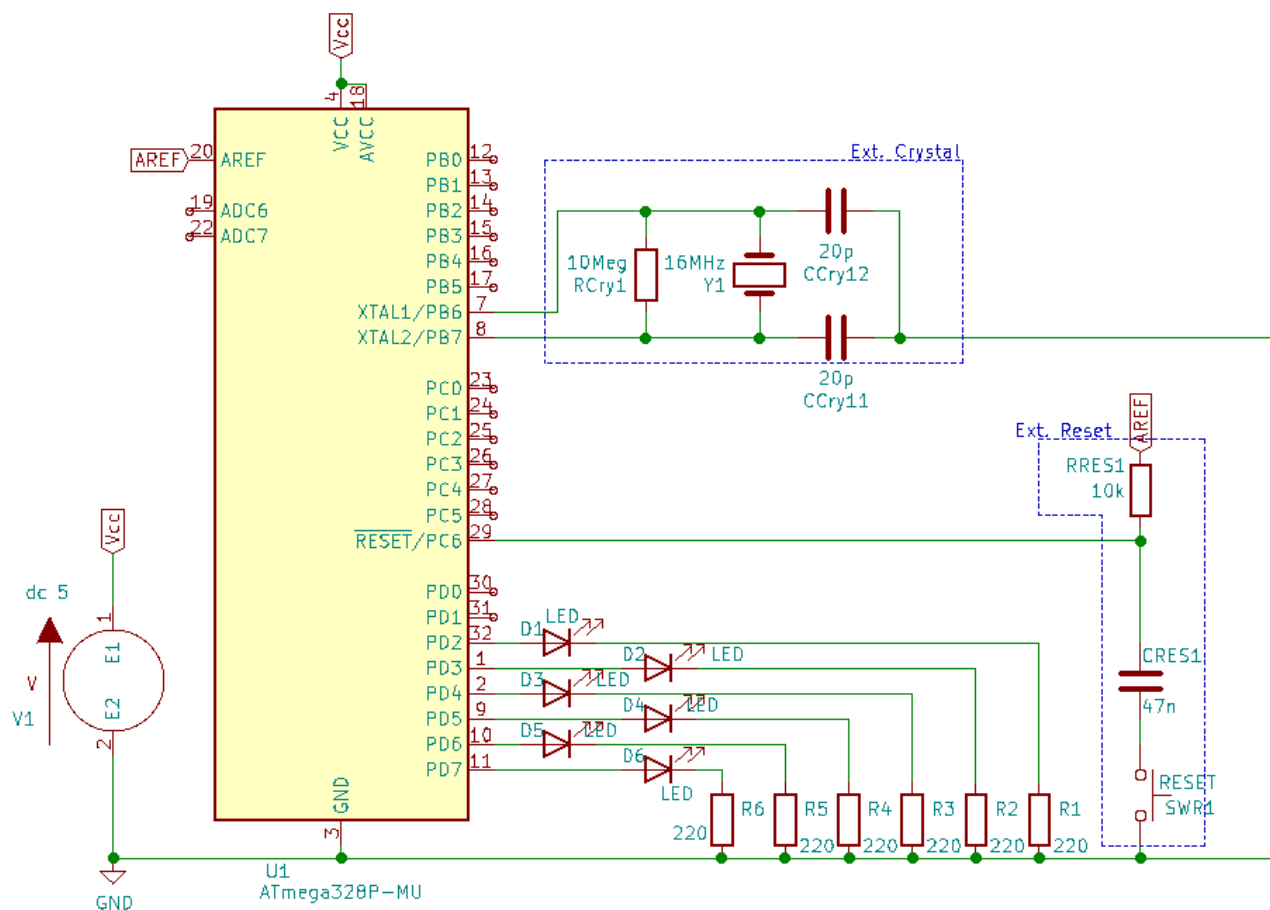 Vcc
4
18
VCC
AVCC
AREF
20
AREF
19
ADC6
22
ADC7
PB0
12
PB1
13
PB2
14
PB3
15
PB4
16
PB5
17
XTAL1/PB6
7
XTAL2/PB7
8
PC0
23
PC1
24
PC2
25
PC3
26
PC4
27
PC5
28
RESET/PC6
29
PD0
30
PD1
31
PD2
32
PD3
1
PD4
2
PD5
9
PD6
10
PD7
11
GND
3
U1
ATmega328P-MU
Ext. Crystal
10Meg
RCry1
16MHz
Y1
20p
CCry12
20p
CCry11
Ext. Reset
AREF
RRES1
10k
CRES1
47n
RESET
SWR1
Vcc
dc 5
1
E1
V
E2
V1
2
GND
D1
LED
D2
LED
D3
LED
D4
LED
D5
LED
D6
LED
R6
220
R5
220
R4
220
R3
220
R2
220
R1
220